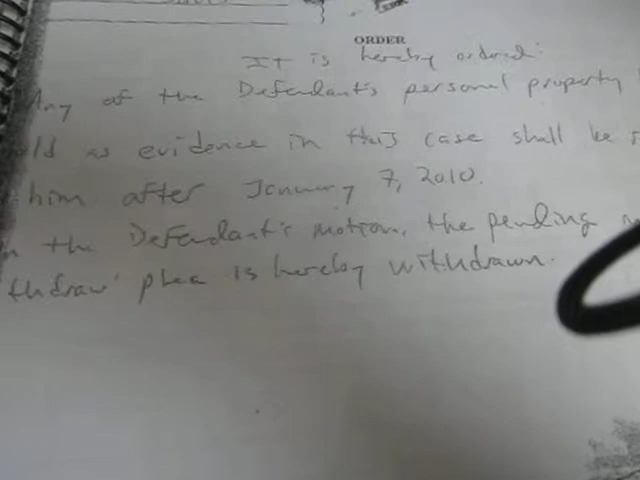 ORDER
It is hereby ordered:
Any of the Defendant's personal property
as evidence in this case shall be
him after January 7, 2010.
the Defendant's motion, the pending
plea is hereby withdrawn.